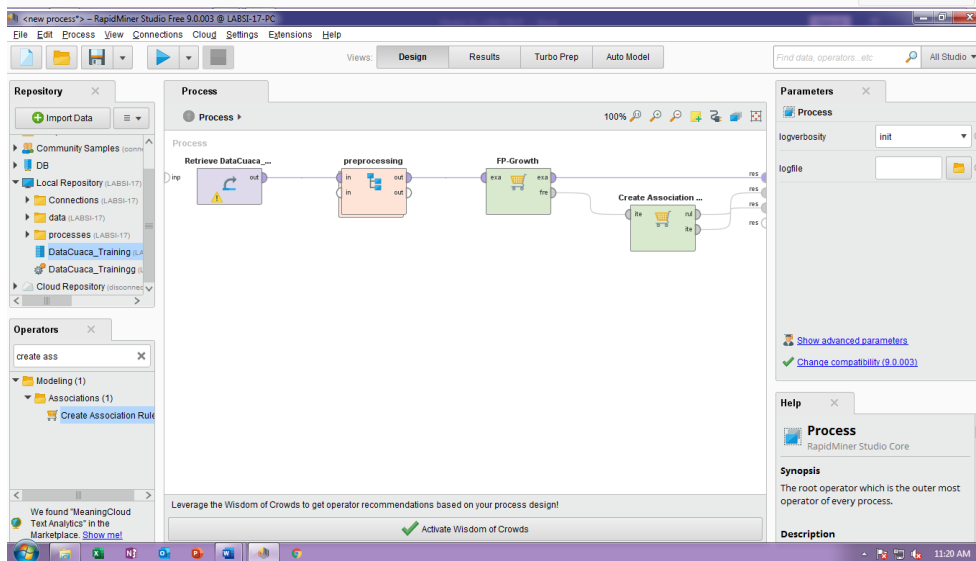 <new process*> – RapidMiner Studio Free 9.0.003 @ LABSI-17-PC
File Edit Process View Connections Cloud Settings Extensions Help
Views: Design Results Turbo Prep Auto Model
Find data, operators...etc
All Studio
Repository
Import Data
Community Samples (conne
DB
Local Repository (LABSI-17)
Connections (LABSI-17)
data (LABSI-17)
processes (LABSI-17)
DataCuaca_Training (LA
DataCuaca_Trainingg (L
Cloud Repository (disconnec
Operators
create ass
Modeling (1)
Associations (1)
Create Association Rule
We found "MeaningCloud
Text Analytics" in the
Marketplace. Show me!
Process
Process
100%
Process
inp
Retrieve DataCuaca_...
out
preprocessing
in out
in out
FP-Growth
exa exa
fre
Create Association ...
ite rul
ite
res
res
res
res
Leverage the Wisdom of Crowds to get operator recommendations based on your process design!
Activate Wisdom of Crowds
Parameters
Process
logverbosity init
logfile
Show advanced parameters
Change compatibility (9.0.003)
Help
Process
RapidMiner Studio Core
Synopsis
The root operator which is the outer most
operator of every process.
Description
11:20 AM